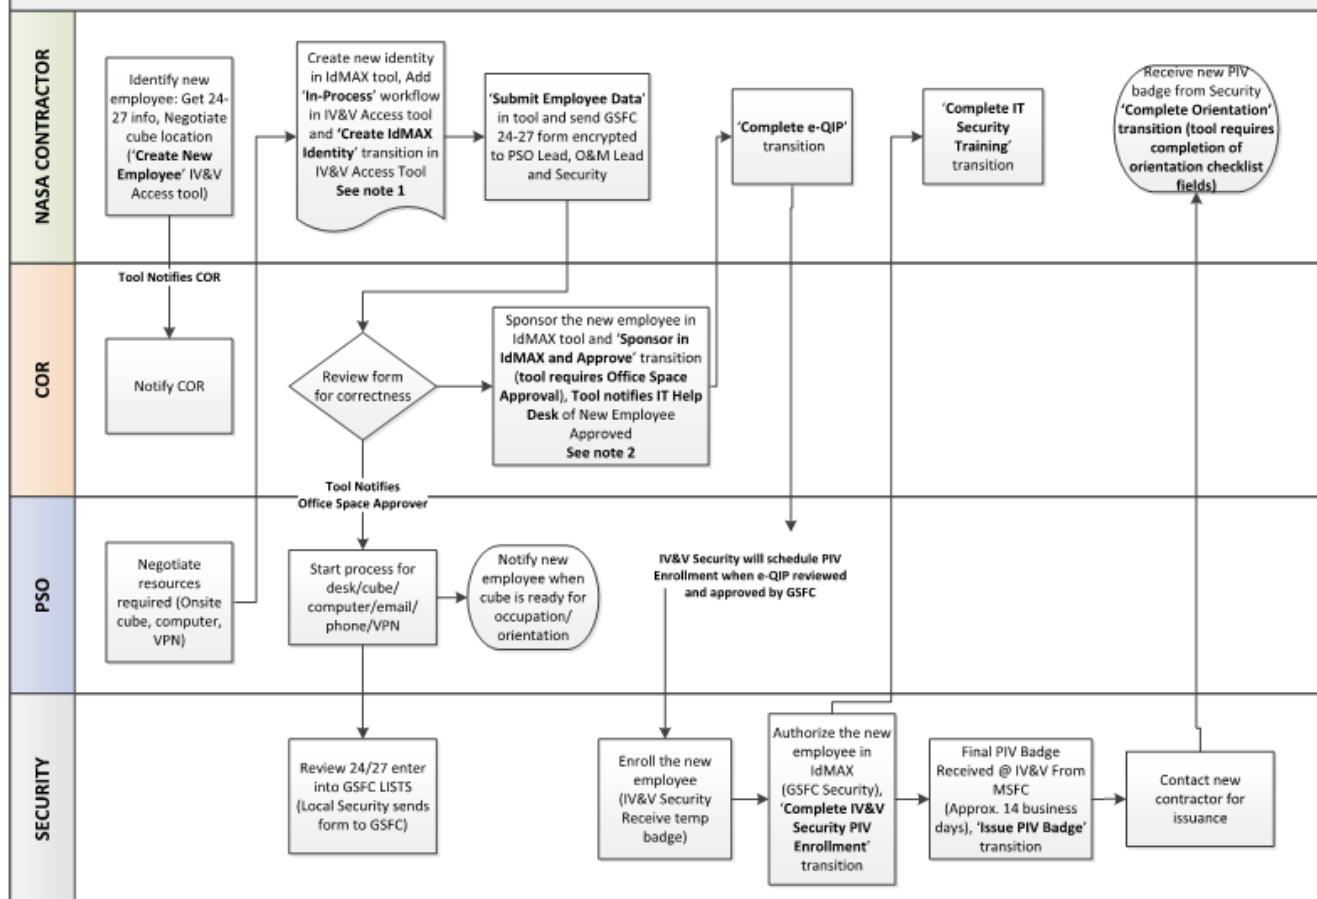 NASA CONTRACTOR
Identify new
employee: Get 24-
27 info, Negotiate
cube location
('Create New
Employee' IV&V
Access tool)
Create new identity
in IdMAX tool, Add
'In-Process' workflow
in IV&V Access tool
and 'Create IdMAX
Identity' transition in
IV&V Access Tool
See note 1
'Submit Employee Data'
in tool and send GSFC
24-27 form encrypted
to PSO Lead, O&M Lead
and Security
'Complete e-QIP'
transition
'Complete IT
Security
Training'
transition
Receive new PIV
badge from Security
'Complete Orientation'
transition (tool requires
completion of
orientation checklist
fields)
Tool Notifies COR
COR
Notify COR
Review form
for correctness
Sponsor the new employee in
IdMAX tool and 'Sponsor in
IdMAX and Approve' transition
(tool requires Office Space
Approval), Tool notifies IT Help
Desk of New Employee
Approved
See note 2
Tool Notifies
Office Space Approver
PSO
Negotiate
resources
required (Onsite
cube, computer,
VPN)
Start process for
desk/cube/
computer/email/
phone/VPN
Notify new
employee when
cube is ready for
occupation/
orientation
IV&V Security will schedule PIV
Enrollment when e-QIP reviewed
and approved by GSFC
SECURITY
Review 24/27 enter
into GSFC LISTS
(Local Security sends
form to GSFC)
Enroll the new
employee
(IV&V Security
Receive temp
badge)
Authorize the new
employee in
IdMAX
(GSFC Security),
'Complete IV&V
Security PIV
Enrollment'
transition
Final PIV Badge
Received @ IV&V From
MSFC
(Approx. 14 business
days), 'Issue PIV Badge'
transition
Contact new
contractor for
issuance